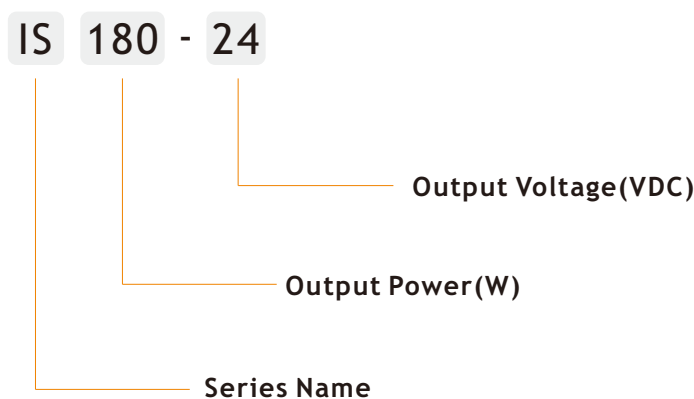 IS 180 - 24
Output Voltage(VDC)
Output Power(W)
Series Name